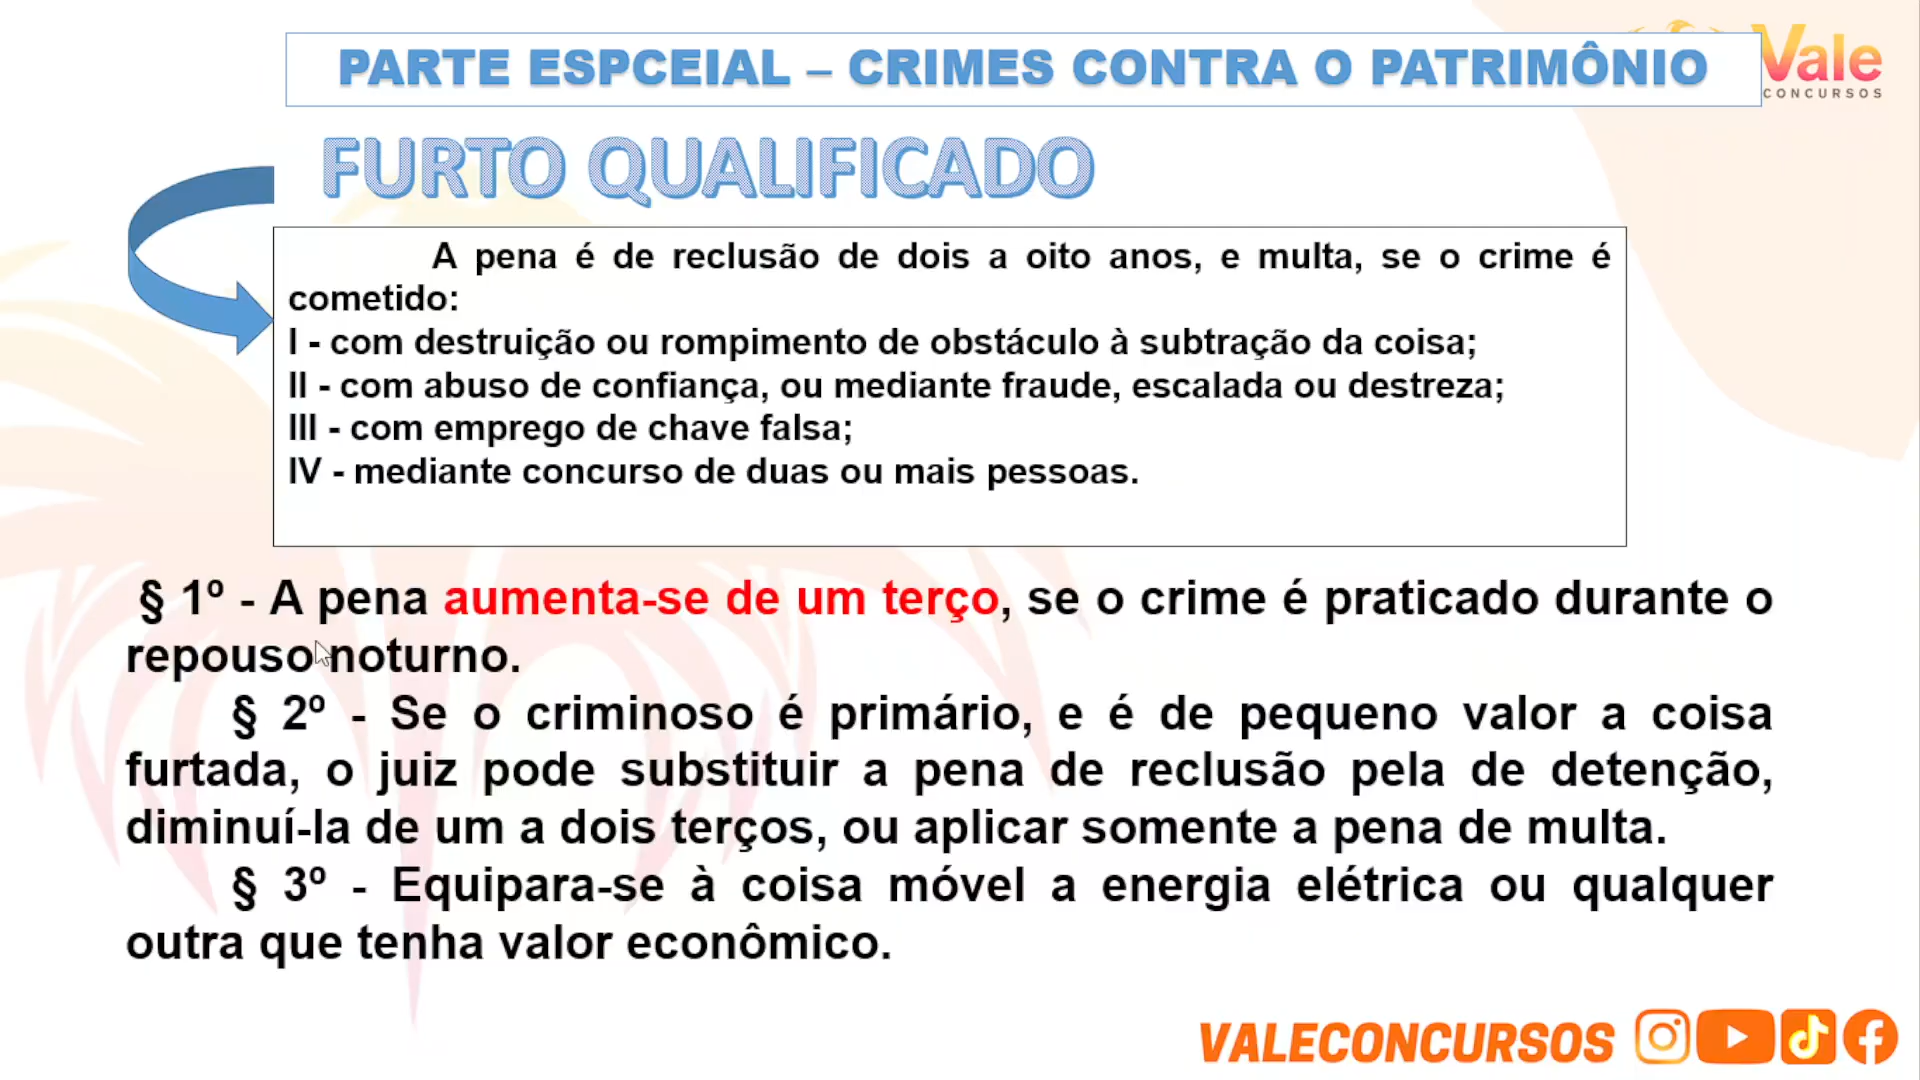 PARTE ESPCEIAL – CRIMES CONTRA O PATRIMÔNIO
Vale
CONCURSOS
FURTO QUALIFICADO
A pena é de reclusão de dois a oito anos, e multa, se o crime é
cometido:
I - com destruição ou rompimento de obstáculo à subtração da coisa;
II - com abuso de confiança, ou mediante fraude, escalada ou destreza;
III - com emprego de chave falsa;
IV - mediante concurso de duas ou mais pessoas.
§ 1º - A pena aumenta-se de um terço, se o crime é praticado durante o
repouso noturno.
§ 2º - Se o criminoso é primário, e é de pequeno valor a coisa
furtada, o juiz pode substituir a pena de reclusão pela de detenção,
diminuí-la de um a dois terços, ou aplicar somente a pena de multa.
§ 3º - Equipara-se à coisa móvel a energia elétrica ou qualquer
outra que tenha valor econômico.
VALECONCURSOS